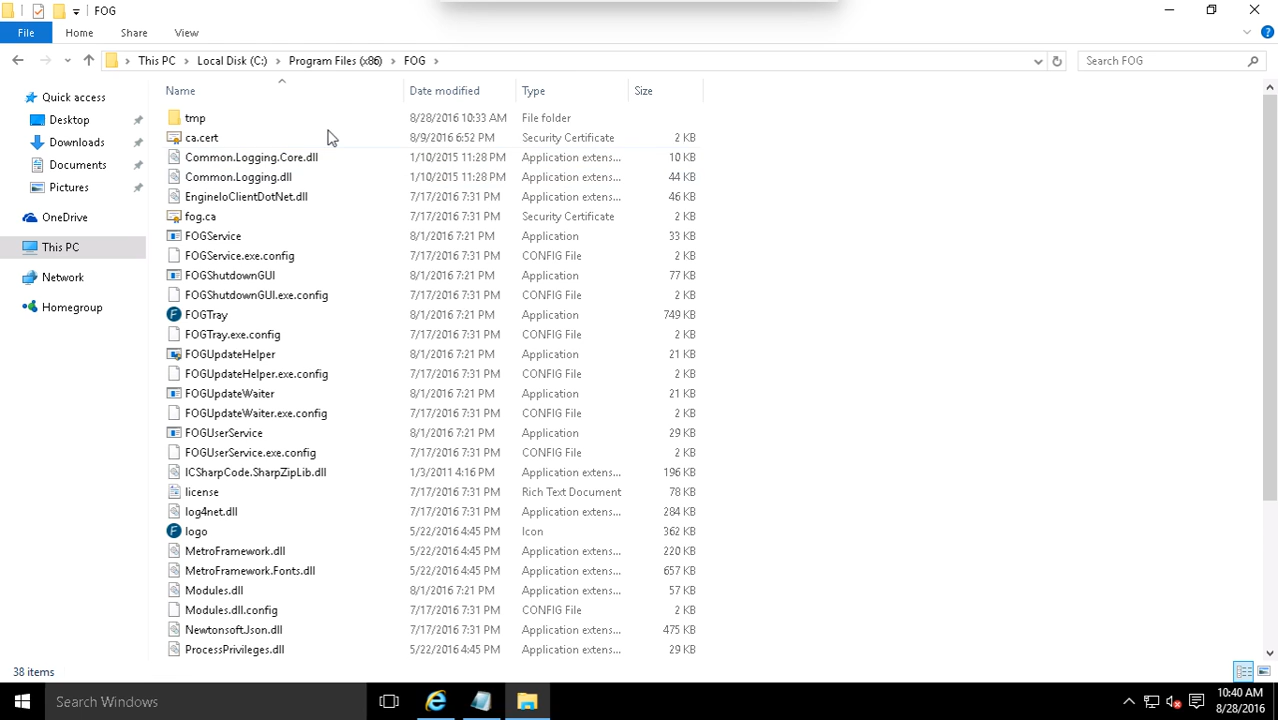 FOG
File Home Share View
This PC Local Disk (C:) Program Files (x86) FOG Search FOG
Name Date modified Type Size
Quick access
Desktop
Downloads
Documents
Pictures
OneDrive
This PC
Network
Homegroup
tmp 8/28/2016 10:33 AM File folder
ca.cert 8/9/2016 6:52 PM Security Certificate 2 KB
Common.Logging.Core.dll 1/10/2015 11:28 PM Application extens... 10 KB
Common.Logging.dll 1/10/2015 11:28 PM Application extens... 44 KB
EngineIoClientDotNet.dll 7/17/2016 7:31 PM Application extens... 46 KB
fog.ca 7/17/2016 7:31 PM Security Certificate 2 KB
FOGService 8/1/2016 7:21 PM Application 33 KB
FOGService.exe.config 7/17/2016 7:31 PM CONFIG File 2 KB
FOGShutdownGUI 8/1/2016 7:21 PM Application 77 KB
FOGShutdownGUI.exe.config 7/17/2016 7:31 PM CONFIG File 2 KB
FOGTray 8/1/2016 7:21 PM Application 749 KB
FOGTray.exe.config 7/17/2016 7:31 PM CONFIG File 2 KB
FOGUpdateHelper 8/1/2016 7:21 PM Application 21 KB
FOGUpdateHelper.exe.config 7/17/2016 7:31 PM CONFIG File 2 KB
FOGUpdateWaiter 8/1/2016 7:21 PM Application 21 KB
FOGUpdateWaiter.exe.config 7/17/2016 7:31 PM CONFIG File 2 KB
FOGUserService 8/1/2016 7:21 PM Application 29 KB
FOGUserService.exe.config 7/17/2016 7:31 PM CONFIG File 2 KB
ICSharpCode.SharpZipLib.dll 1/3/2011 4:16 PM Application extens... 196 KB
license 7/17/2016 7:31 PM Rich Text Document 78 KB
log4net.dll 7/17/2016 7:31 PM Application extens... 284 KB
logo 5/22/2016 4:45 PM Icon 362 KB
MetroFramework.dll 5/22/2016 4:45 PM Application extens... 220 KB
MetroFramework.Fonts.dll 5/22/2016 4:45 PM Application extens... 657 KB
Modules.dll 8/1/2016 7:21 PM Application extens... 57 KB
Modules.dll.config 7/17/2016 7:31 PM CONFIG File 2 KB
Newtonsoft.Json.dll 7/17/2016 7:31 PM Application extens... 475 KB
ProcessPrivileges.dll 5/22/2016 4:45 PM Application extens... 29 KB
38 items
Search Windows
10:40 AM
8/28/2016